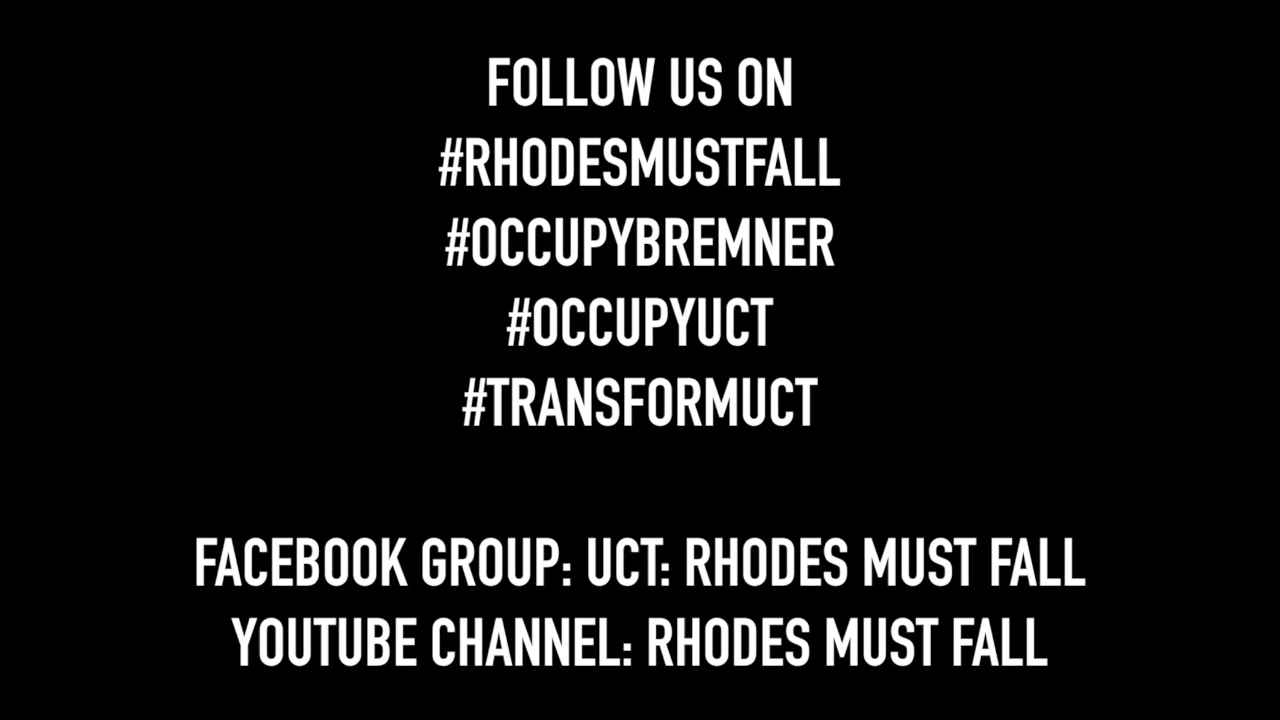 FOLLOW US ON
#RHODESMUSTFALL
#OCCUPYBREMNER
#OCCUPYUCT
#TRANSFORMUCT
FACEBOOK GROUP: UCT: RHODES MUST FALL
YOUTUBE CHANNEL: RHODES MUST FALL